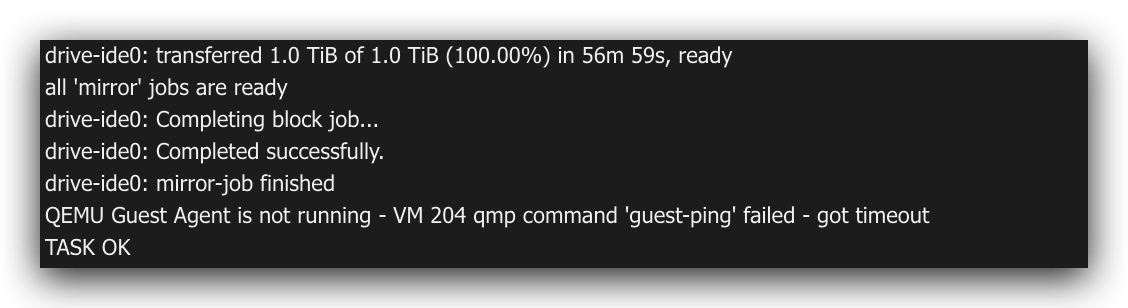 drive-ide0: transferred 1.0 TiB of 1.0 TiB (100.00%) in 56m 59s, ready
all 'mirror' jobs are ready
drive-ide0: Completing block job...
drive-ide0: Completed successfully.
drive-ide0: mirror-job finished
QEMU Guest Agent is not running - VM 204 qmp command 'guest-ping' failed - got timeout
TASK OK